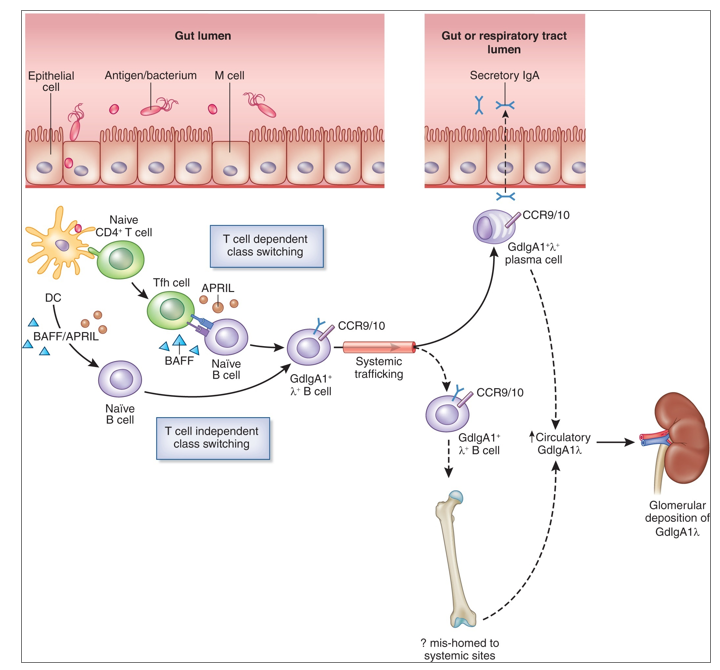 Gut lumen
Gut or respiratory tract
lumen
Epithelial
cell
Antigen/bacterium
M cell
Secretory IgA
Naive
CD4⁺ T cell
T cell dependent
class switching
CCR9/10
GdIgA1⁺λ⁺
plasma cell
DC
Tfh cell
APRIL
BAFF/APRIL
BAFF
Naïve
B cell
CCR9/10
GdIgA1⁺
λ⁺ B cell
Systemic
trafficking
Naïve
B cell
T cell independent
class switching
CCR9/10
GdIgA1⁺
λ⁺ B cell
↑Circulatory
GdIgA1λ
Glomerular
deposition of
GdIgA1λ
? mis-homed to
systemic sites